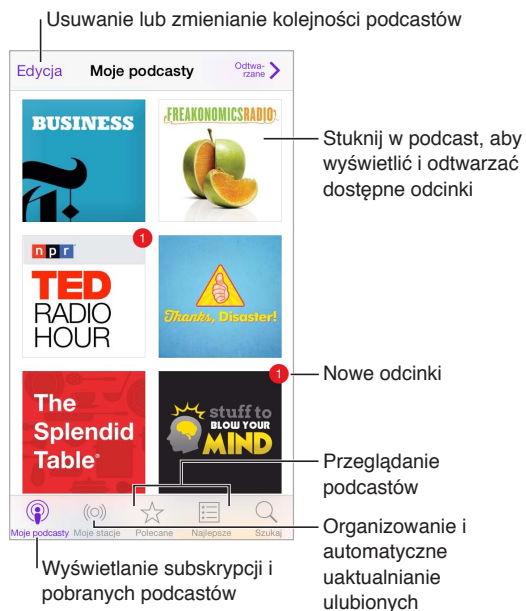 Usuwanie lub zmienianie kolejności podcastów
Edycja
Moje podcasty
Odtwa-
rzane
BUSINESS
FREAKONOMICSRADIO
Stuknij w podcast, aby
wyświetlić i odtwarzać
dostępne odcinki
npr
1
TED
RADIO
HOUR
Thanks, Disaster!
1
Nowe odcinki
The
Splendid
Table®
stuff to
BLOW YOUR
MIND
Przeglądanie
podcastów
Moje podcasty
Moje stacje
Polecane
Najlepsze
Szukaj
Organizowanie i
automatyczne
uaktualnianie
ulubionych
Wyświetlanie subskrypcji i
pobranych podcastów